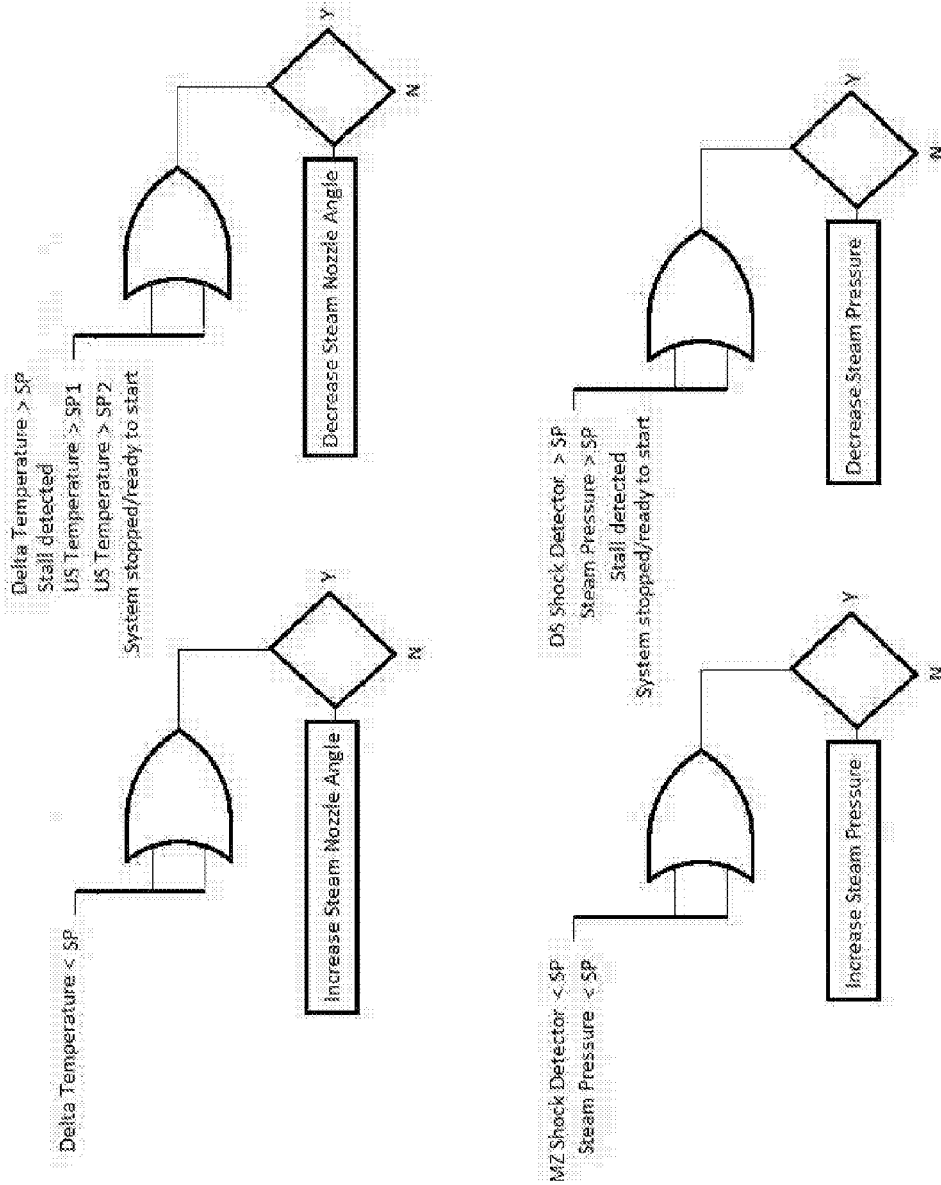 Delta Temperature < SP
Increase Steam Nozzle Angle
Y
N
Delta Temperature > SP
Stall detected
US Temperature > SP1
US Temperature > SP2
System stopped/ready to start
Decrease Steam Nozzle Angle
Y
N
MZ Shock Detector < SP
Steam Pressure < SP
Increase Steam Pressure
Y
N
DS Shock Detector > SP
Steam Pressure > SP
Stall detected
System stopped/ready to start
Decrease Steam Pressure
Y
N